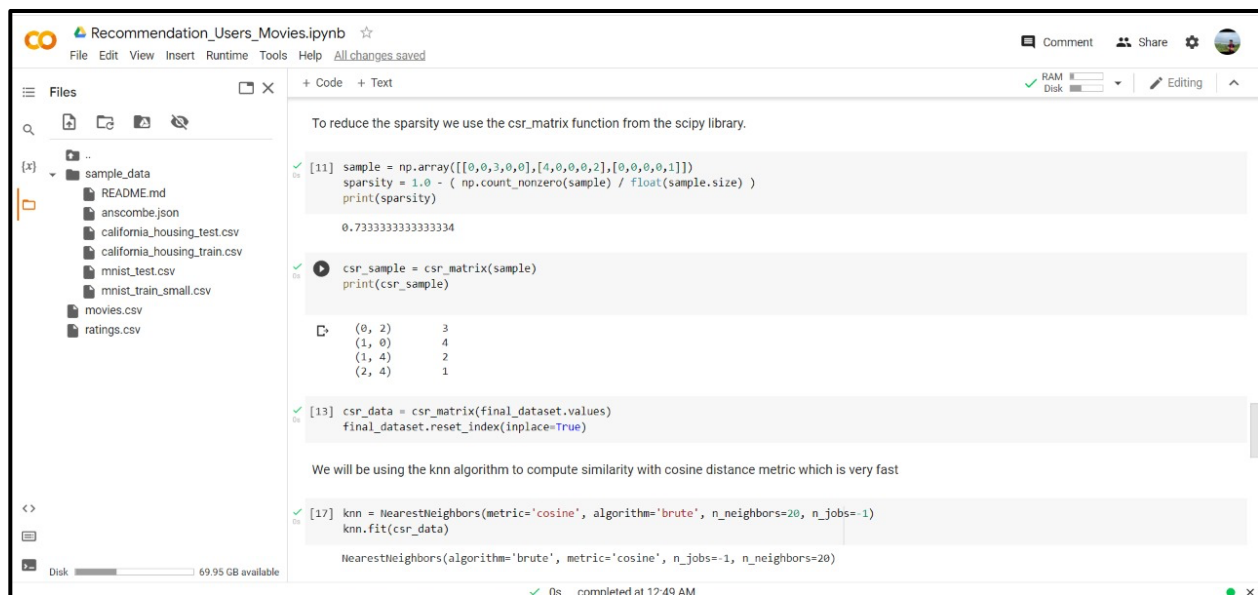 Recommendation_Users_Movies.ipynb
File Edit View Insert Runtime Tools Help All changes saved
Comment Share
Files
+ Code + Text
RAM
Disk
Editing
..
sample_data
README.md
anscombe.json
california_housing_test.csv
california_housing_train.csv
mnist_test.csv
mnist_train_small.csv
movies.csv
ratings.csv
{x}
<>
Disk 69.95 GB available
To reduce the sparsity we use the csr_matrix function from the scipy library.
0s
[11] sample = np.array([[0,0,3,0,0],[4,0,0,0,2],[0,0,0,0,1]])
sparsity = 1.0 - ( np.count_nonzero(sample) / float(sample.size) )
print(sparsity)
0.7333333333333334
0s
csr_sample = csr_matrix(sample)
print(csr_sample)
(0, 2) 3
(1, 0) 4
(1, 4) 2
(2, 4) 1
0s
[13] csr_data = csr_matrix(final_dataset.values)
final_dataset.reset_index(inplace=True)
We will be using the knn algorithm to compute similarity with cosine distance metric which is very fast
0s
[17] knn = NearestNeighbors(metric='cosine', algorithm='brute', n_neighbors=20, n_jobs=-1)
knn.fit(csr_data)
NearestNeighbors(algorithm='brute', metric='cosine', n_jobs=-1, n_neighbors=20)
0s completed at 12:49 AM